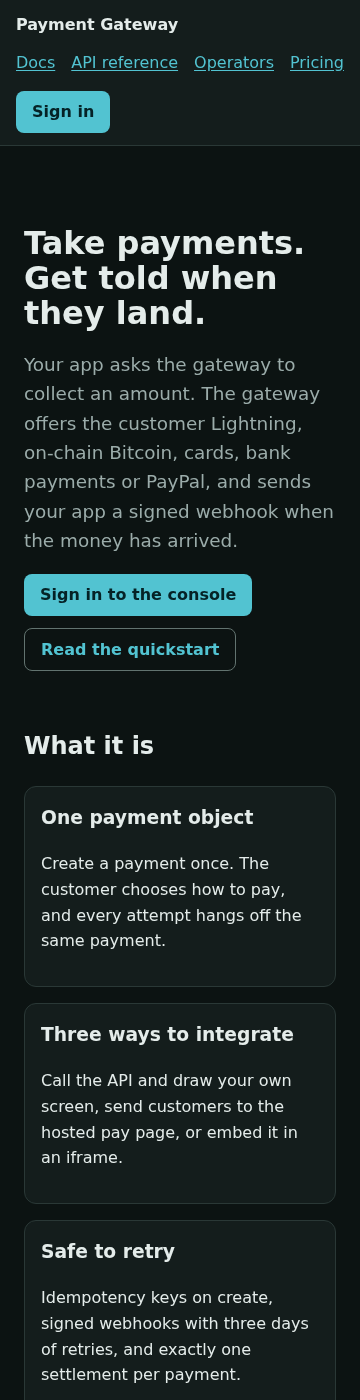 Payment Gateway
Docs API reference Operators Pricing
Sign in
Take payments.
Get told when
they land.
Your app asks the gateway to
collect an amount. The gateway
offers the customer Lightning,
on-chain Bitcoin, cards, bank
payments or PayPal, and sends
your app a signed webhook when
the money has arrived.
Sign in to the console
Read the quickstart
What it is
One payment object
Create a payment once. The
customer chooses how to pay,
and every attempt hangs off the
same payment.
Three ways to integrate
Call the API and draw your own
screen, send customers to the
hosted pay page, or embed it in
an iframe.
Safe to retry
Idempotency keys on create,
signed webhooks with three days
of retries, and exactly one
settlement per payment.